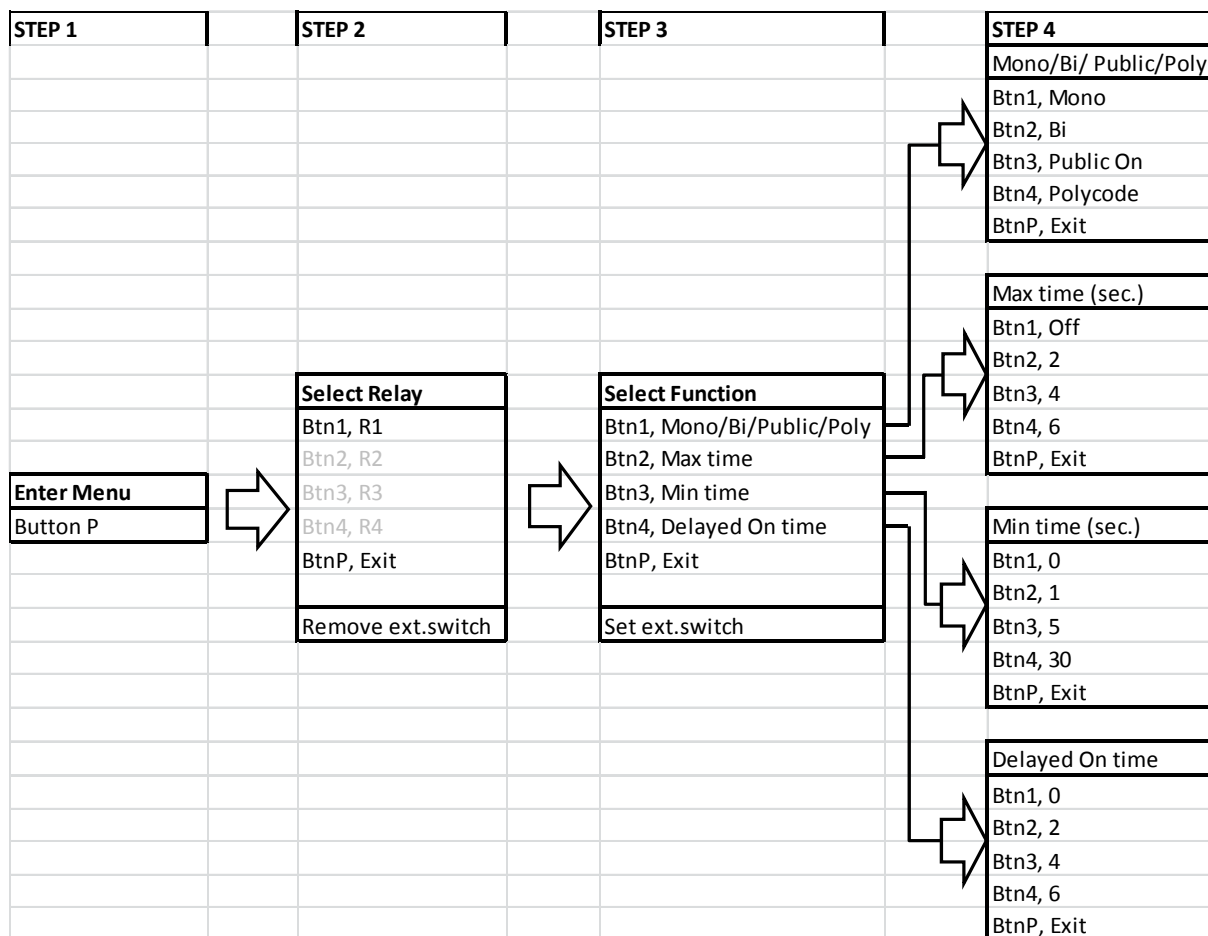 STEP 1
STEP 2
STEP 3
STEP 4
Enter Menu
Button P
Select Relay
Btn1, R1
Btn2, R2
Btn3, R3
Btn4, R4
BtnP, Exit
Remove ext.switch
Select Function
Btn1, Mono/Bi/Public/Poly
Btn2, Max time
Btn3, Min time
Btn4, Delayed On time
BtnP, Exit
Set ext.switch
Mono/Bi/ Public/Poly
Btn1, Mono
Btn2, Bi
Btn3, Public On
Btn4, Polycode
BtnP, Exit
Max time (sec.)
Btn1, Off
Btn2, 2
Btn3, 4
Btn4, 6
BtnP, Exit
Min time (sec.)
Btn1, 0
Btn2, 1
Btn3, 5
Btn4, 30
BtnP, Exit
Delayed On time
Btn1, 0
Btn2, 2
Btn3, 4
Btn4, 6
BtnP, Exit